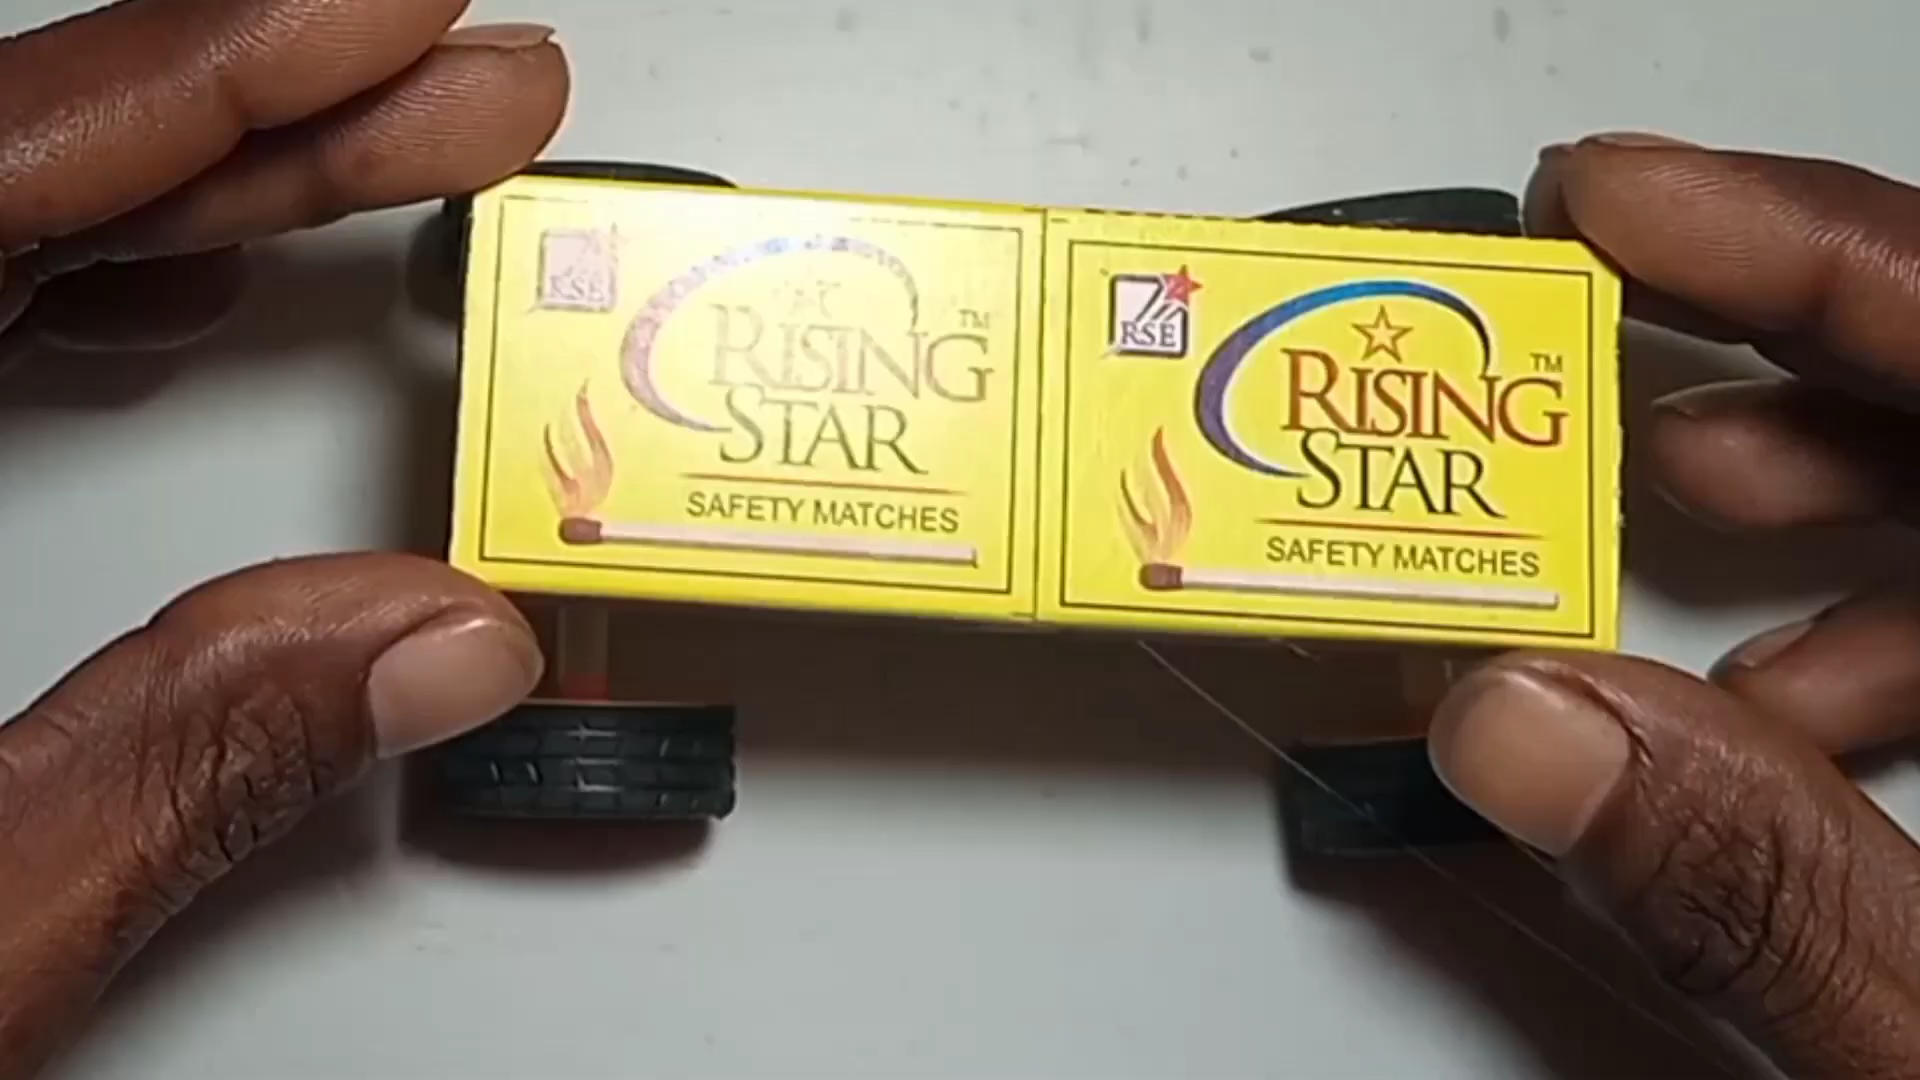 RSE
RISING TM
STAR
SAFETY MATCHES
RSE
RISING TM
STAR
SAFETY MATCHES